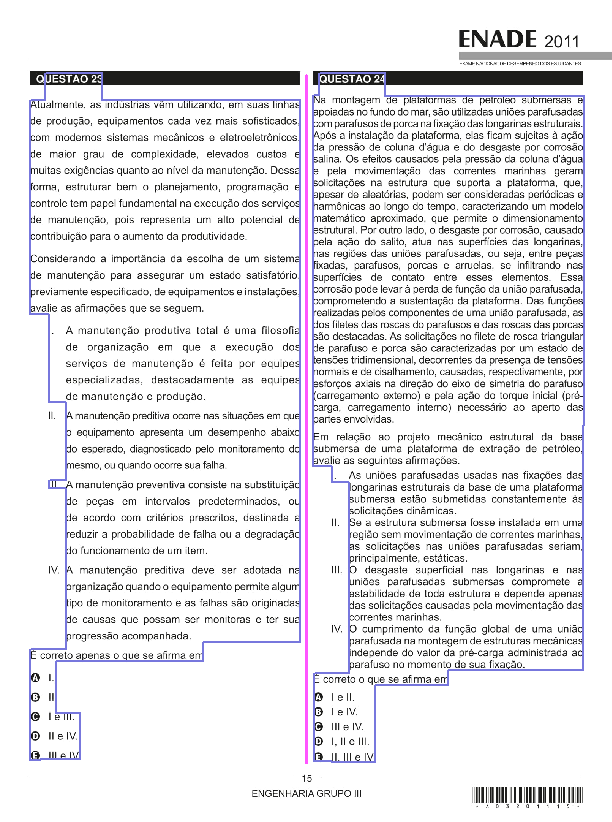 ENADE 2011
EXAME NACIONAL DE DESEMPENHO DOS ESTUDANTES
QUESTÃO 23
Atualmente, as indústrias vêm utilizando, em suas linhas
de produção, equipamentos cada vez mais sofisticados,
com modernos sistemas mecânicos e eletroeletrônicos,
de maior grau de complexidade, elevados custos e
muitas exigências quanto ao nível da manutenção. Dessa
forma, estruturar bem o planejamento, programação e
controle tem papel fundamental na execução dos serviços
de manutenção, pois representa um alto potencial de
contribuição para o aumento da produtividade.
Considerando a importância da escolha de um sistema
de manutenção para assegurar um estado satisfatório,
previamente especificado, de equipamentos e instalações,
avalie as afirmações que se seguem.
I. A manutenção produtiva total é uma filosofia
de organização em que a execução dos
serviços de manutenção é feita por equipes
especializadas, destacadamente as equipes
de manutenção e produção.
II. A manutenção preditiva ocorre nas situações em que
o equipamento apresenta um desempenho abaixo
do esperado, diagnosticado pelo monitoramento do
mesmo, ou quando ocorre sua falha.
III. A manutenção preventiva consiste na substituição
de peças em intervalos predeterminados, ou
de acordo com critérios prescritos, destinada a
reduzir a probabilidade de falha ou a degradação
do funcionamento de um item.
IV. A manutenção preditiva deve ser adotada na
organização quando o equipamento permite algum
tipo de monitoramento e as falhas são originadas
de causas que possam ser monitoras e ter sua
progressão acompanhada.
É correto apenas o que se afirma em
A I.
B II.
C I e III.
D II e IV.
E III e IV.
QUESTÃO 24
Na montagem de plataformas de petróleo submersas e
apoiadas no fundo do mar, são utilizadas uniões parafusadas
com parafusos de porca na fixação das longarinas estruturais.
Após a instalação da plataforma, elas ficam sujeitas à ação
da pressão de coluna d'água e do desgaste por corrosão
salina. Os efeitos causados pela pressão da coluna d'água
e pela movimentação das correntes marinhas geram
solicitações na estrutura que suporta a plataforma, que,
apesar de aleatórias, podem ser consideradas periódicas e
harmônicas ao longo do tempo, caracterizando um modelo
matemático aproximado, que permite o dimensionamento
estrutural. Por outro lado, o desgaste por corrosão, causado
pela ação do salito, atua nas superfícies das longarinas,
nas regiões das uniões parafusadas, ou seja, entre peças
fixadas, parafusos, porcas e arruelas, se infiltrando nas
superfícies de contato entre esses elementos. Essa
corrosão pode levar à perda de função da união parafusada,
comprometendo a sustentação da plataforma. Das funções
realizadas pelos componentes de uma união parafusada, as
dos filetes das roscas do parafusos e das roscas das porcas
são destacadas. As solicitações no filete de rosca triangular
de parafuso e porca são caracterizadas por um estado de
tensões tridimensional, decorrentes da presença de tensões
normais e de cisalhamento, causadas, respectivamente, por
esforços axiais na direção do eixo de simetria do parafuso
(carregamento externo) e pela ação do torque inicial (pré-
carga, carregamento interno) necessário ao aperto das
partes envolvidas.
Em relação ao projeto mecânico estrutural da base
submersa de uma plataforma de extração de petróleo,
avalie as seguintes afirmações.
I. As uniões parafusadas usadas nas fixações das
longarinas estruturais da base de uma plataforma
submersa estão submetidas constantemente às
solicitações dinâmicas.
II. Se a estrutura submersa fosse instalada em uma
região sem movimentação de correntes marinhas,
as solicitações nas uniões parafusadas seriam,
principalmente, estáticas.
III. O desgaste superficial nas longarinas e nas
uniões parafusadas submersas compromete a
estabilidade de toda estrutura e depende apenas
das solicitações causadas pela movimentação das
correntes marinhas.
IV. O cumprimento da função global de uma união
parafusada na montagem de estruturas mecânicas
independe do valor da pré-carga administrada ao
parafuso no momento de sua fixação.
É correto o que se afirma em
A I e II.
B I e IV.
C III e IV.
D I, II e III.
E II, III e IV.
15
ENGENHARIA GRUPO III